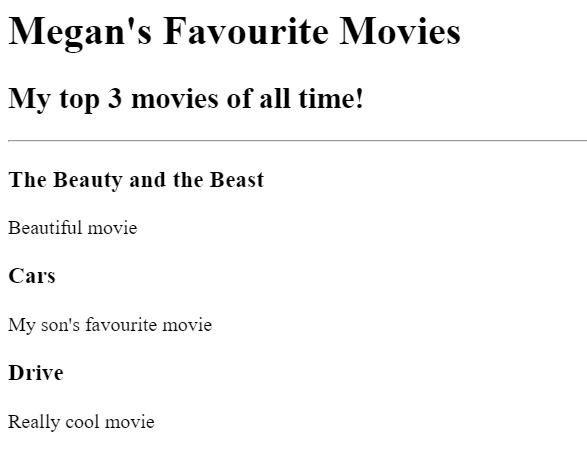 Megan's Favourite Movies
My top 3 movies of all time!
The Beauty and the Beast
Beautiful movie
Cars
My son's favourite movie
Drive
Really cool movie